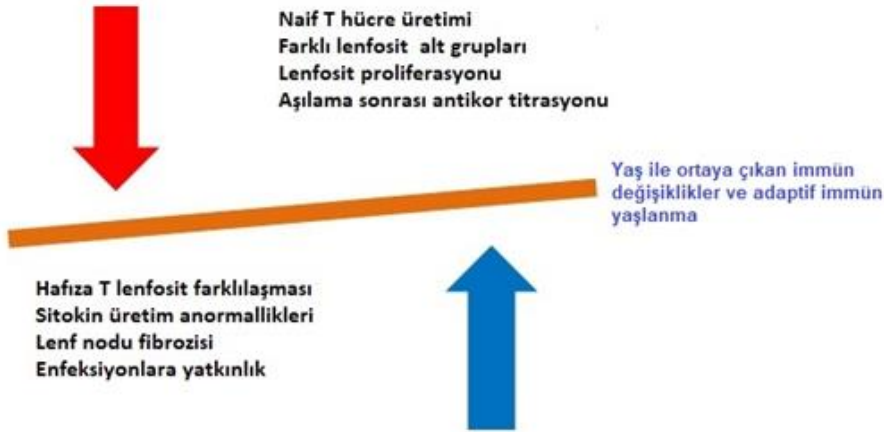 Naif T hücre üretimi
Farklı lenfosit alt grupları
Lenfosit proliferasyonu
Aşılama sonrası antikor titrasyonu
Yaş ile ortaya çıkan immün
değişiklikler ve adaptif immün
yaşlanma
Hafıza T lenfosit farklılaşması
Sitokin üretim anormallikleri
Lenf nodu fibrozisi
Enfeksiyonlara yatkınlık